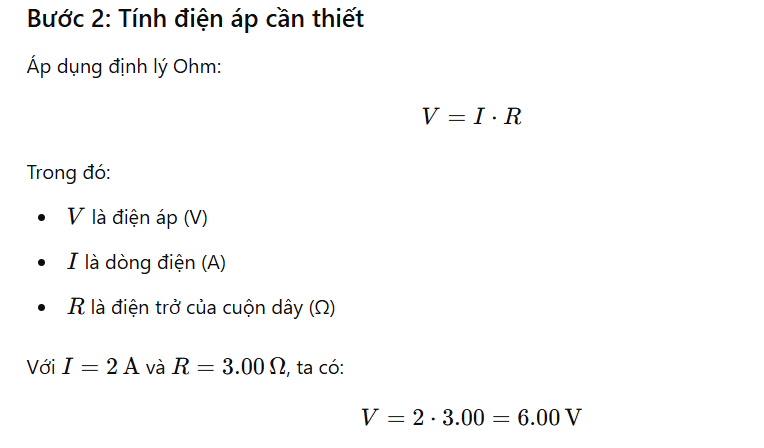 Bước 2: Tính điện áp cần thiết
Áp dụng định lý Ohm:
V = I · R
Trong đó:
• V là điện áp (V)
• I là dòng điện (A)
• R là điện trở của cuộn dây (Ω)
Với I = 2 A và R = 3.00 Ω, ta có:
V = 2 · 3.00 = 6.00 V